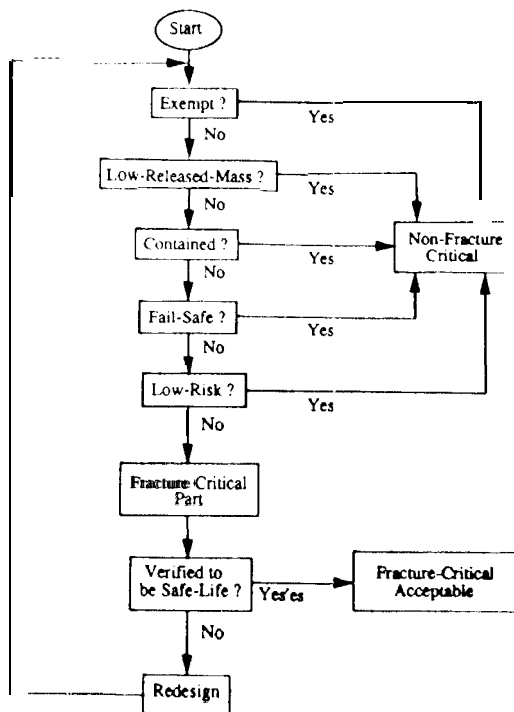 Start
Exempt ?
Yes
No
Low-Released-Mass ?
Yes
No
Non-Fracture
Critical
Contained ?
Yes
No
Fail-Safe ?
Yes
No
Low-Risk ?
Yes
No
Fracture Critical
Part
Verified to
be Safe-Life ?
Yes'es
Fracture-Critical
Acceptable
No
Redesign